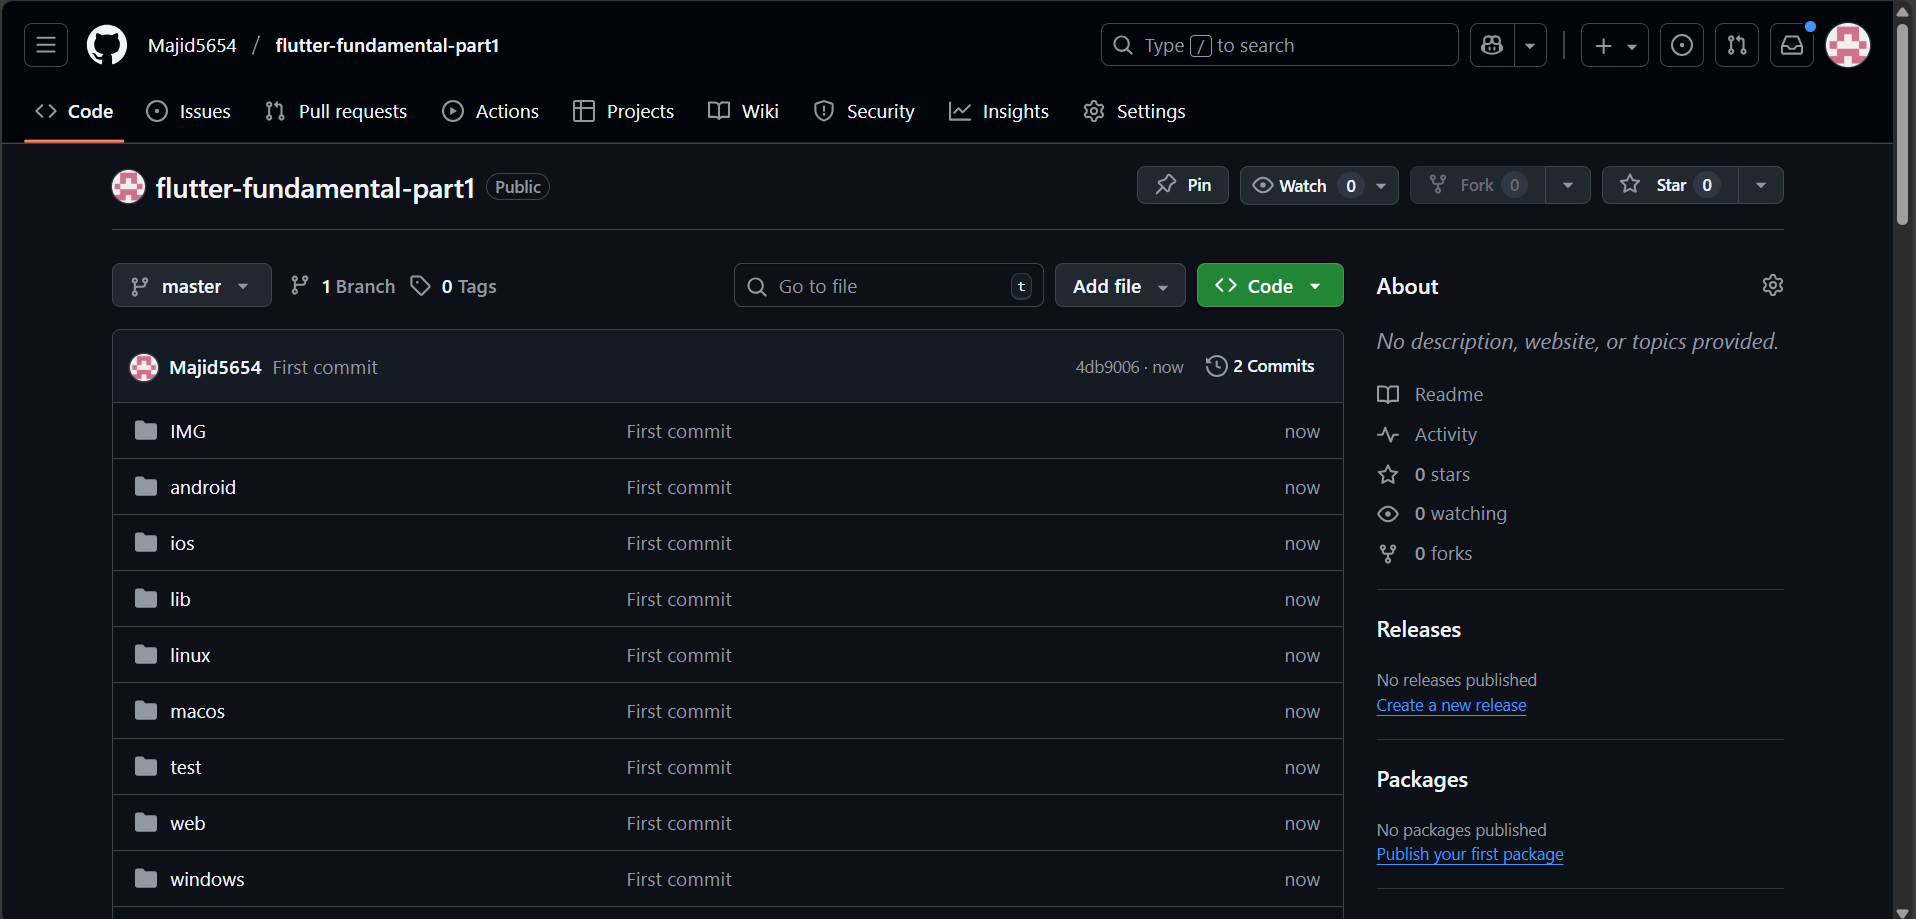 Majid5654 / flutter-fundamental-part1
Type / to search
Code Issues Pull requests Actions Projects Wiki Security Insights Settings
flutter-fundamental-part1 Public
Pin Watch 0 Fork 0 Star 0
master 1 Branch 0 Tags Go to file t Add file Code
Majid5654 First commit 4db9006 · now 2 Commits
IMG First commit now
android First commit now
ios First commit now
lib First commit now
linux First commit now
macos First commit now
test First commit now
web First commit now
windows First commit now
About
No description, website, or topics provided.
Readme
Activity
0 stars
0 watching
0 forks
Releases
No releases published
Create a new release
Packages
No packages published
Publish your first package